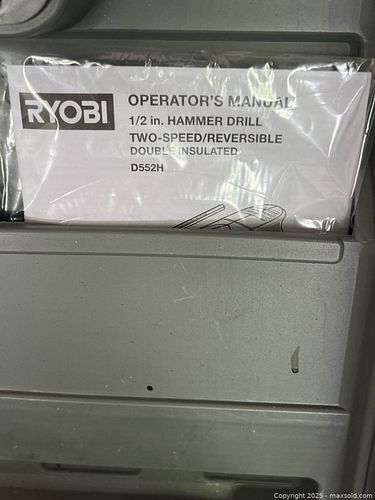 RYOBI
OPERATOR'S MANUAL
1/2 in. HAMMER DRILL
TWO-SPEED/REVERSIBLE
DOUBLE INSULATED
D552H
Copyright 2025 - maxsold.com